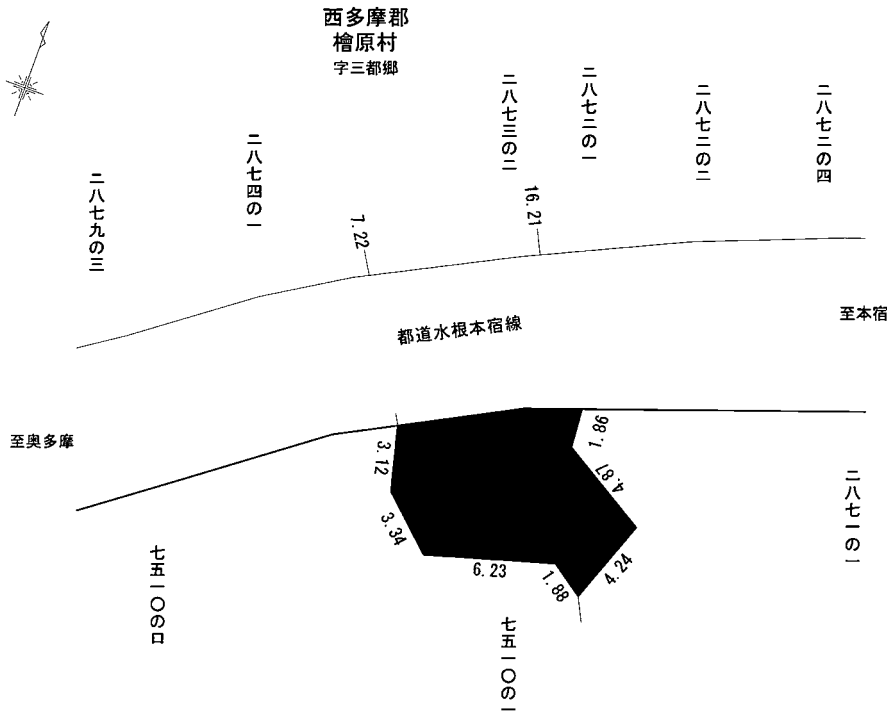 西多摩郡
檜原村
字三都郷
二八七九の三
二八七四の一
7.22
二八七三の二
16.21
二八七二の一
二八七二の二
二八七二の四
都道水根本宿線
至本宿
至奥多摩
3.12
3.34
6.23
1.88
4.24
4.87
1.86
二八七一の一
七五一〇の口
七五一〇の一